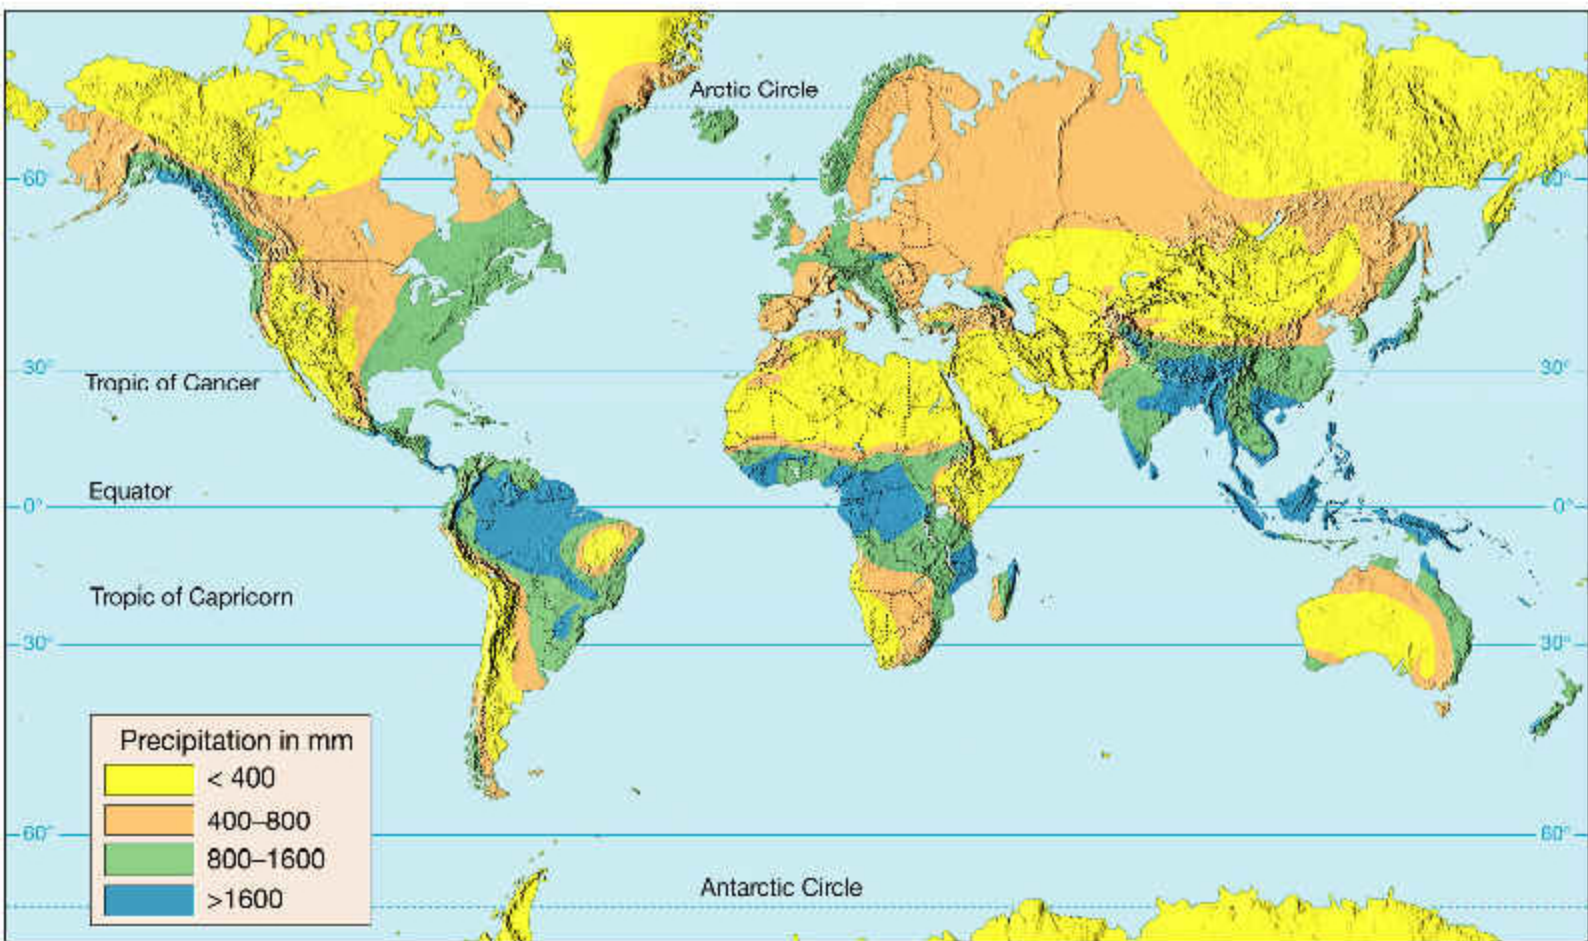 Arctic Circle
60° 60°
30° 30°
Tropic of Cancer
Equator
0° 0°
Tropic of Capricorn
30° 30°
Precipitation in mm
< 400
400–800
800–1600
>1600
60° 60°
Antarctic Circle